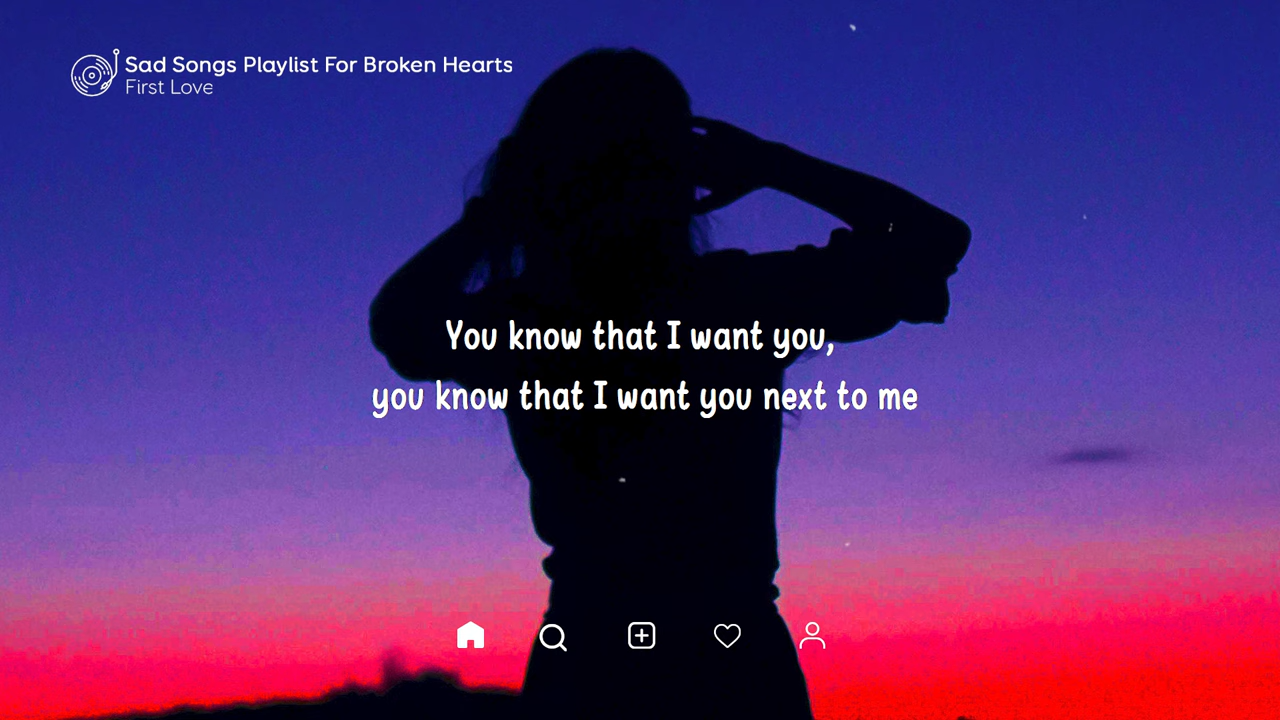 Sad Songs Playlist For Broken Hearts
First Love
You know that I want you,
you know that I want you next to me